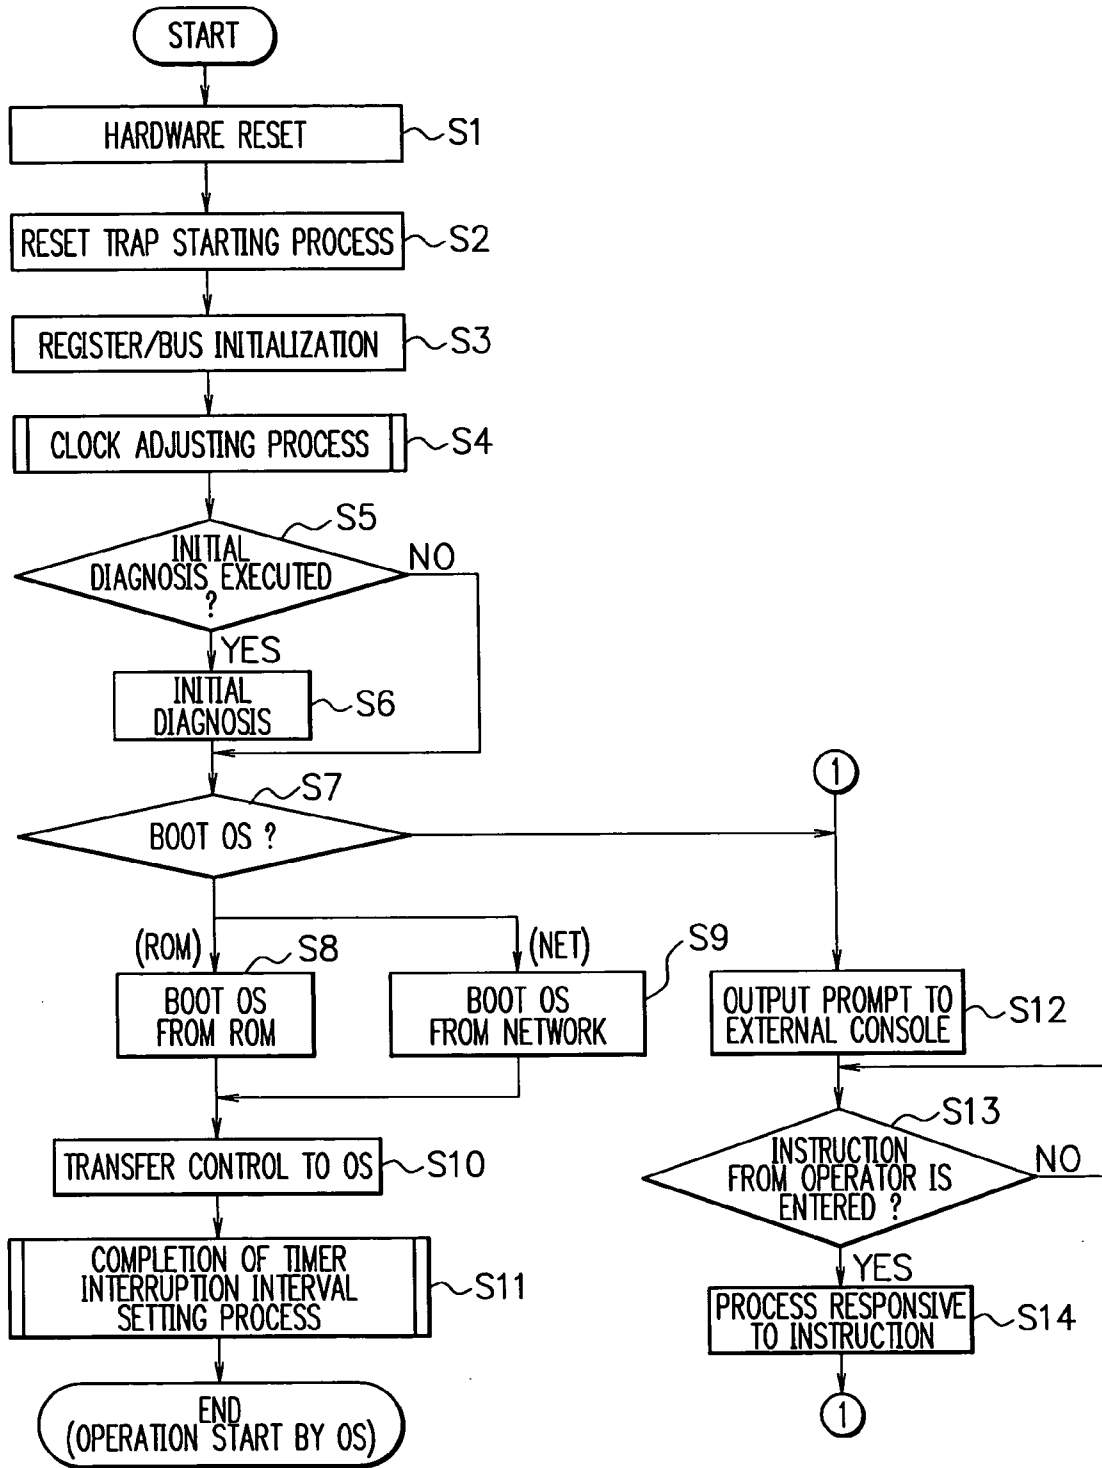 START
HARDWARE RESET
S1
RESET TRAP STARTING PROCESS
S2
REGISTER/BUS INITIALIZATION
S3
CLOCK ADJUSTING PROCESS
S4
S5
INITIAL
DIAGNOSIS EXECUTED
?
NO
YES
INITIAL
DIAGNOSIS
S6
S7
BOOT OS ?
(ROM)
S8
BOOT OS
FROM ROM
(NET)
S9
BOOT OS
FROM NETWORK
TRANSFER CONTROL TO OS
S10
COMPLETION OF TIMER
INTERRUPTION INTERVAL
SETTING PROCESS
S11
END
(OPERATION START BY OS)
1
OUTPUT PROMPT TO
EXTERNAL CONSOLE
S12
S13
INSTRUCTION
FROM OPERATOR IS
ENTERED ?
NO
YES
PROCESS RESPONSIVE
TO INSTRUCTION
S14
1